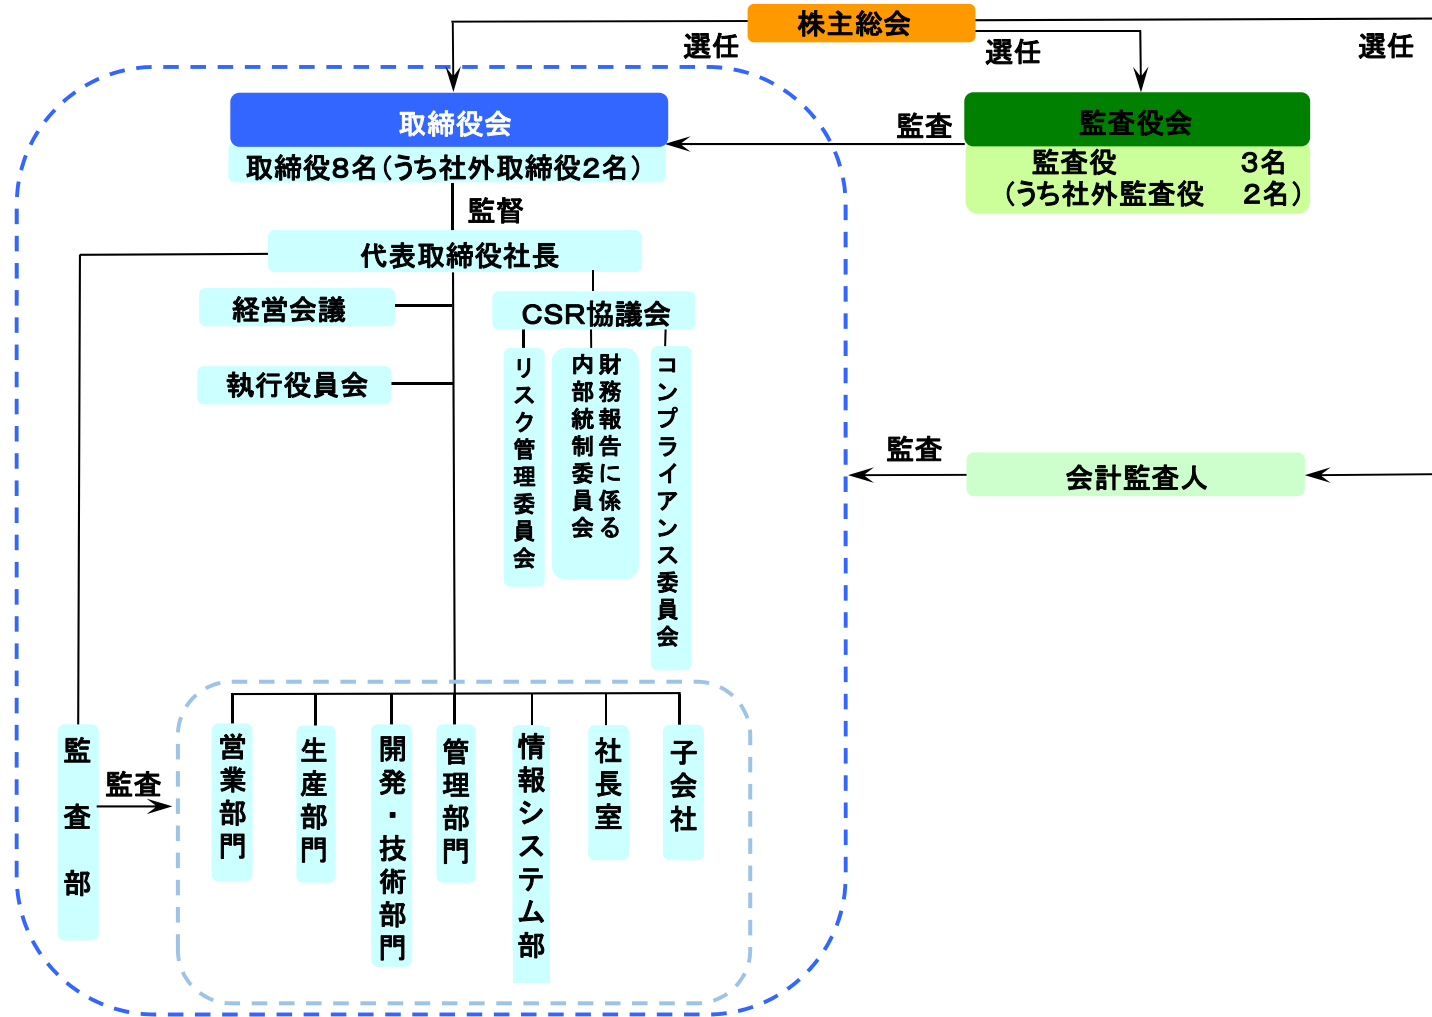 株主総会
選任
選任
選任
取締役会
取締役８名（うち社外取締役２名）
監査
監査役会
監査役　３名
（うち社外監査役　２名）
監督
代表取締役社長
経営会議
CSR協議会
執行役員会
リスク管理委員会
財務報告に係る
内部統制委員会
コンプライアンス委員会
監査
会計監査人
監査部
監査
営業部門
生産部門
開発・技術部門
管理部門
情報システム部
社長室
子会社